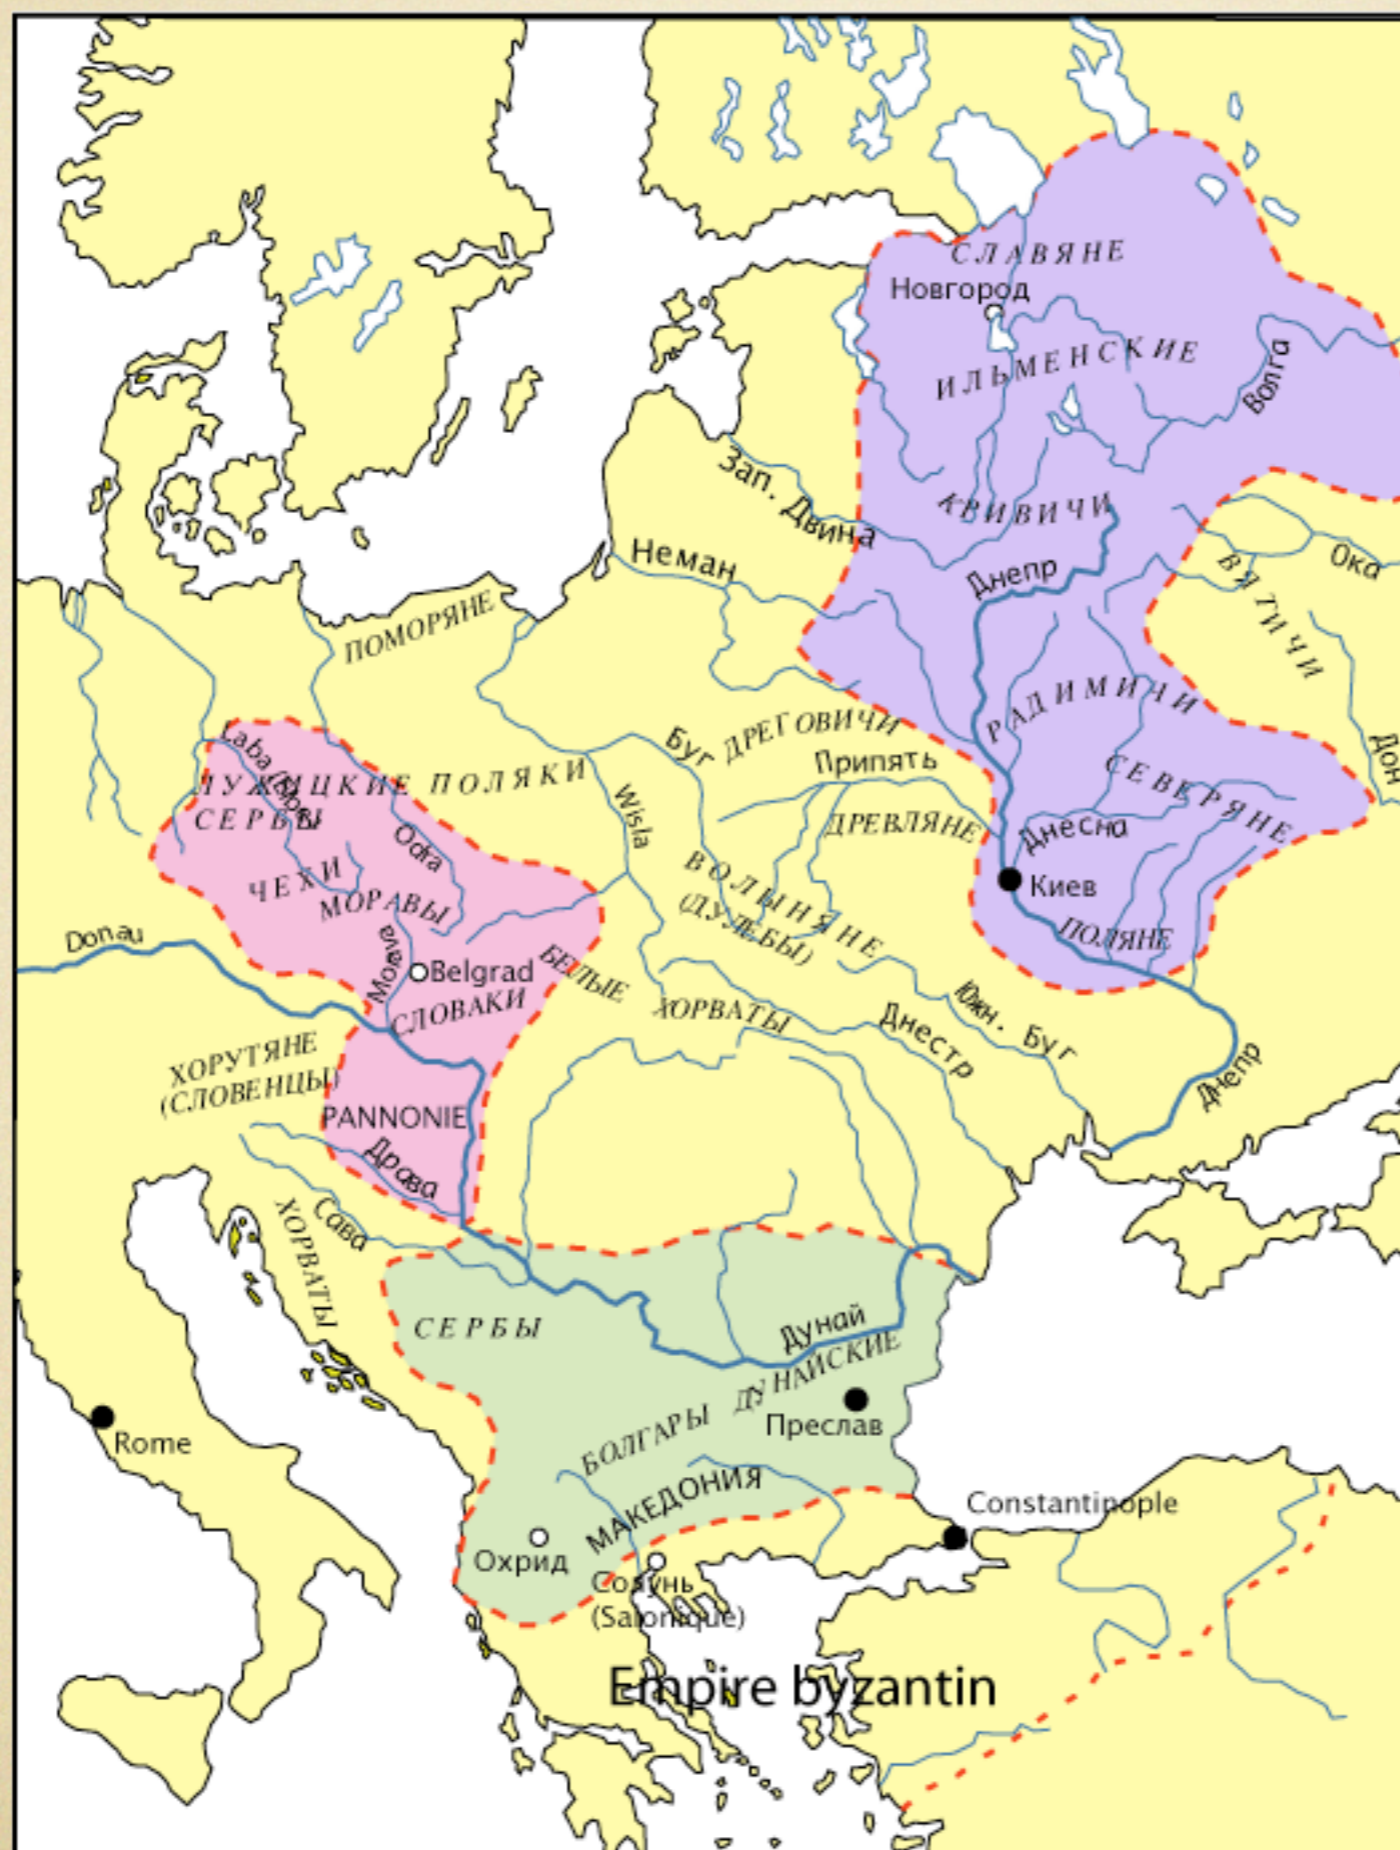 СЛАВЯНЕ
Новгород
ИЛЬМЕНСКИЕ
Волга
Зап. Двина
КРИВИЧИ
Ока
Неман
Днепр
ВЯТИЧИ
ПОМОРЯНЕ
РАДИМИЧИ
Буг
ДРЕГОВИЧИ
Дон
Laba
Припять
СЕВЕРЯНЕ
ЛУЖИЦКИЕ
ПОЛЯКИ
Wisla
СЕРБЫ
Odra
ДРЕВЛЯНЕ
Днесна
ЧЕХИ
ВОЛЫНЯНЕ
(ДУЛЕБЫ)
Киев
МОРАВЫ
ПОЛЯНЕ
Donau
Morava
Belgrad
БЕЛЫЕ
ХОРВАТЫ
СЛОВАКИ
Южн. Буг
Днестр
ХОРУТЯНЕ
(СЛОВЕНЦЫ)
Днепр
PANNONIE
Драва
Сава
ХОРВАТЫ
СЕРБЫ
Дунай
БОЛГАРЫ ДУНАЙСКИЕ
Преслав
Rome
МАКЕДОНИЯ
Constantinople
Охрид
Солунь
(Salonique)
Empire byzantin